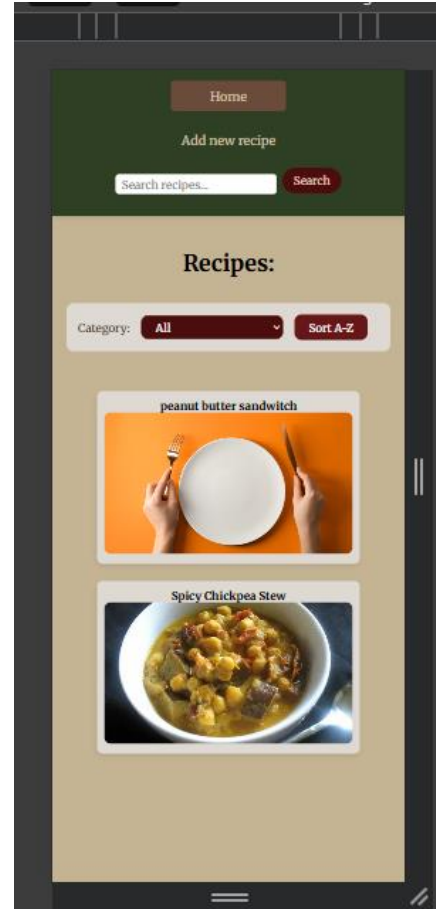 Home
Add new recipe
Search recipes... Search
Recipes:
Category: All Sort A-Z
peanut butter sandwitch
Spicy Chickpea Stew